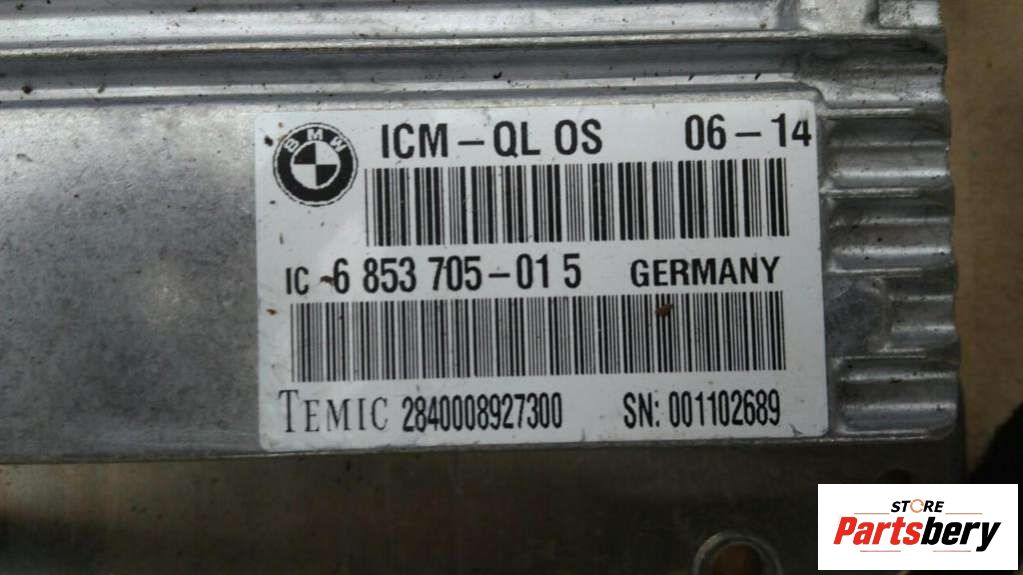 BMW
ICM-QL OS 06-14
IC -6 853 705-01 5 GERMANY
TEMIC 2840008927300 SN: 001102689
STORE
Partsbery